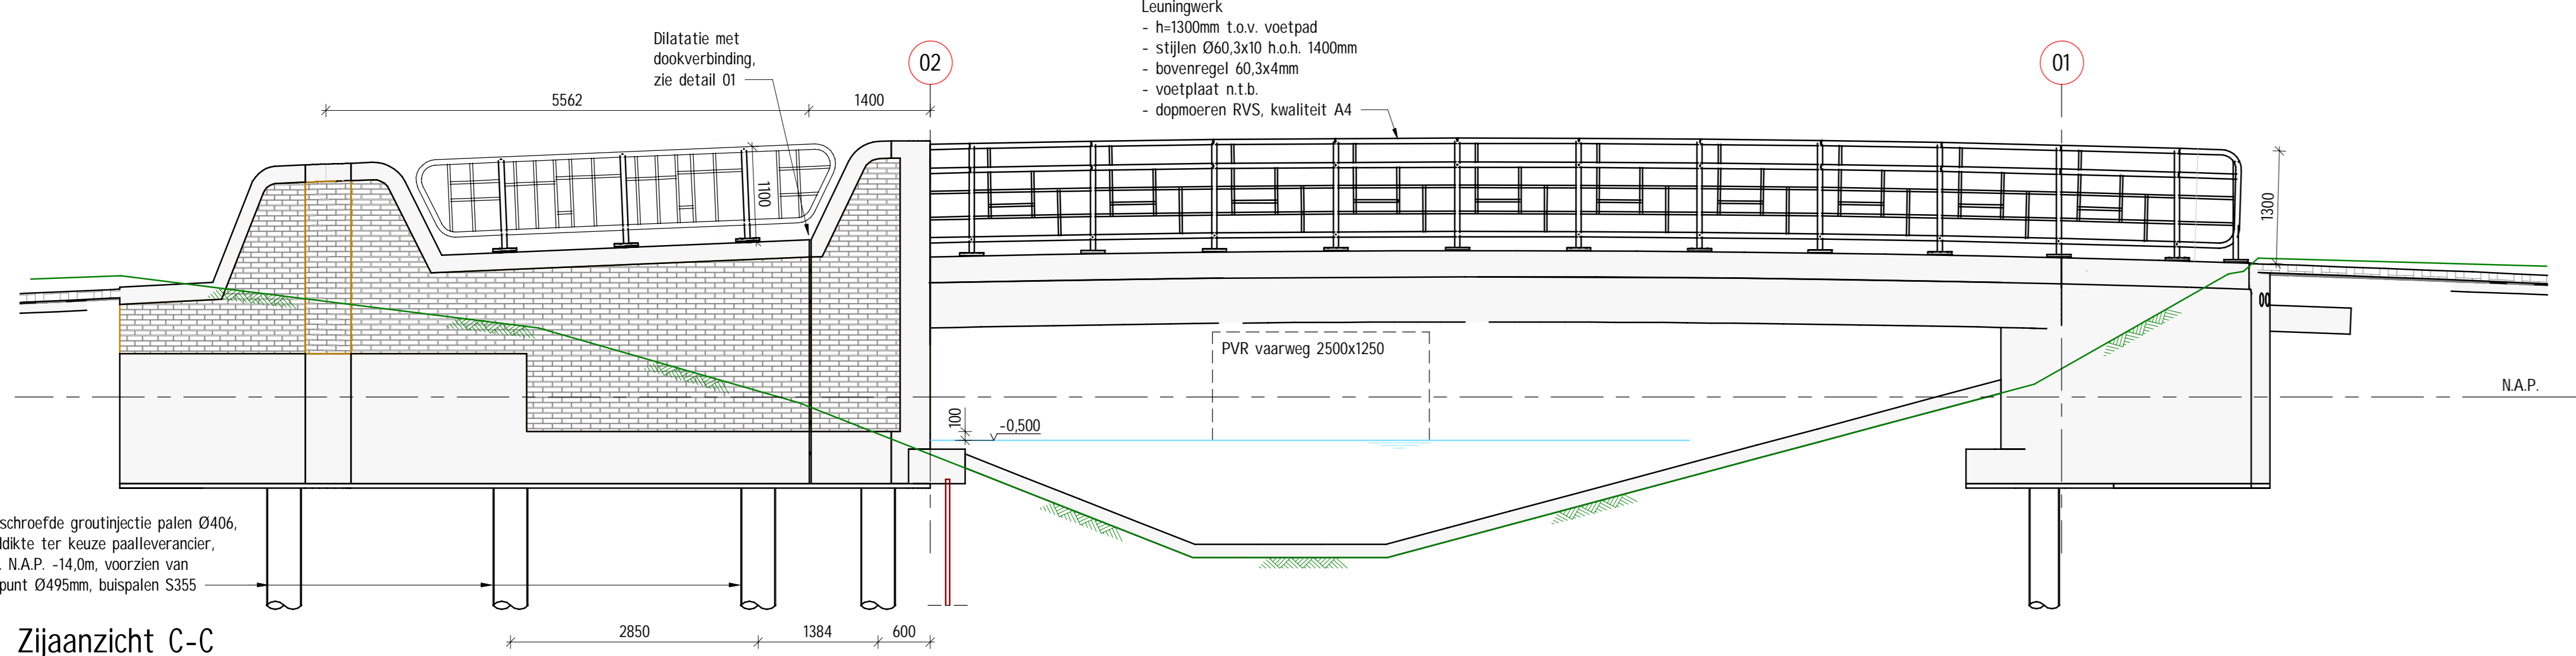 Leuningwerk
- h=1300mm t.o.v. voetpad
- stijlen Ø60,3x10 h.o.h. 1400mm
- bovenregel 60,3x4mm
- voetplaat n.t.b.
- dopmoeren RVS, kwaliteit A4
Dilatatie met
dookverbinding,
zie detail 01
02
01
5562
1400
1100
1300
PVR vaarweg 2500x1250
N.A.P.
100
-0,500
schroefde groutinjectie palen Ø406,
ddikte ter keuze paalleverancier,
. N.A.P. -14,0m, voorzien van
punt Ø495mm, buispalen S355
2850
1384
600
Zijaanzicht C-C